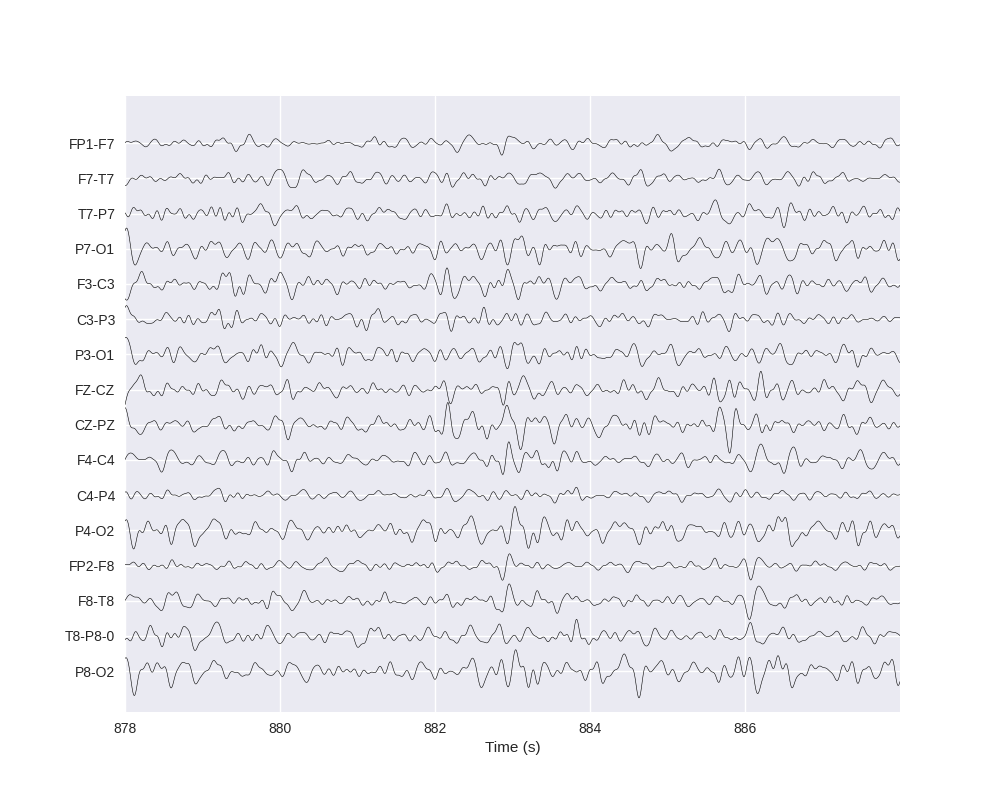 FP1-F7
F7-T7
T7-P7
P7-O1
F3-C3
C3-P3
P3-O1
FZ-CZ
CZ-PZ
F4-C4
C4-P4
P4-O2
FP2-F8
F8-T8
T8-P8-0
P8-O2
878 880 882 884 886
Time (s)